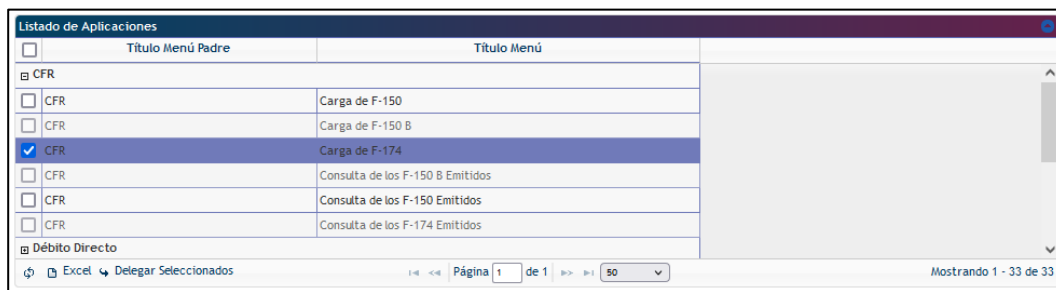 Listado de Aplicaciones
Título Menú Padre Título Menú
CFR
CFR Carga de F-150
CFR Carga de F-150 B
CFR Carga de F-174
CFR Consulta de los F-150 B Emitidos
CFR Consulta de los F-150 Emitidos
CFR Consulta de los F-174 Emitidos
Débito Directo
Excel Delegar Seleccionados Página 1 de 1 50 Mostrando 1 - 33 de 33